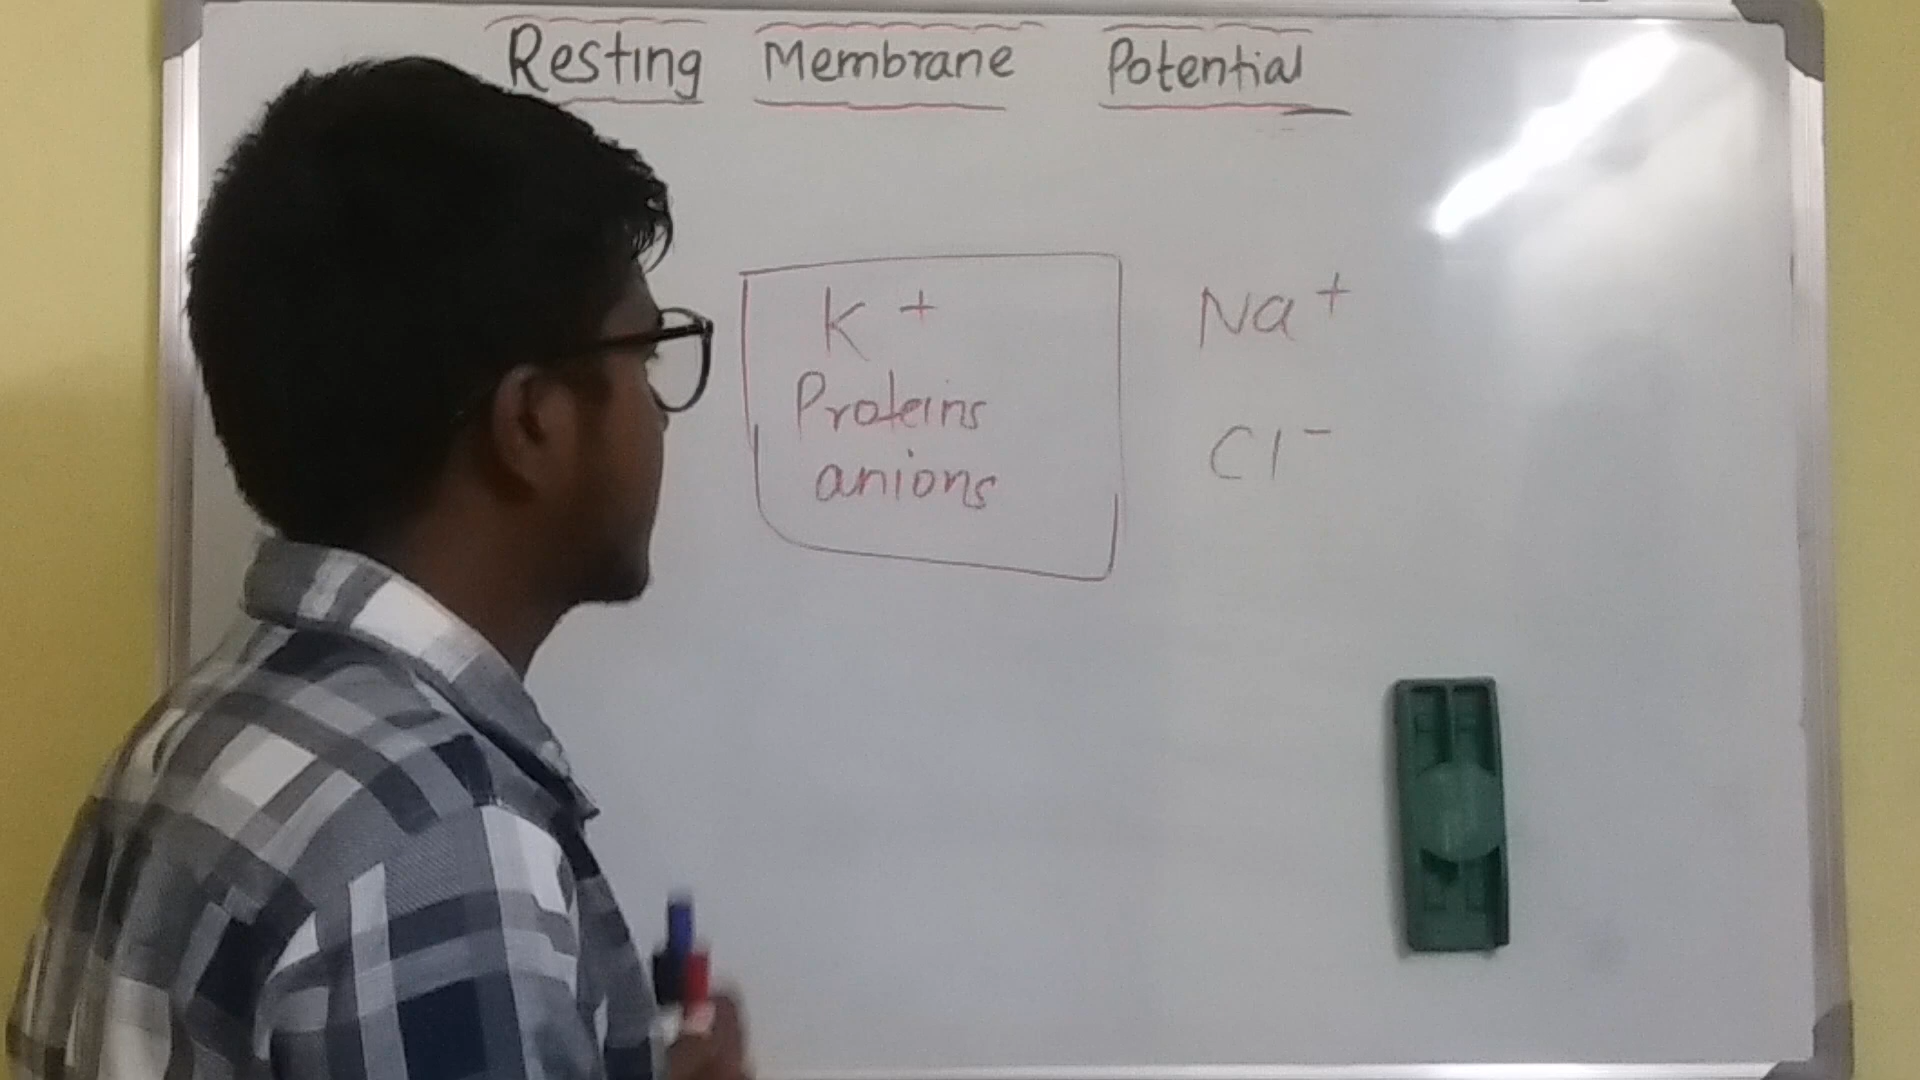 Resting Membrane Potential
K+
Proteins
anions
Na+
Cl-